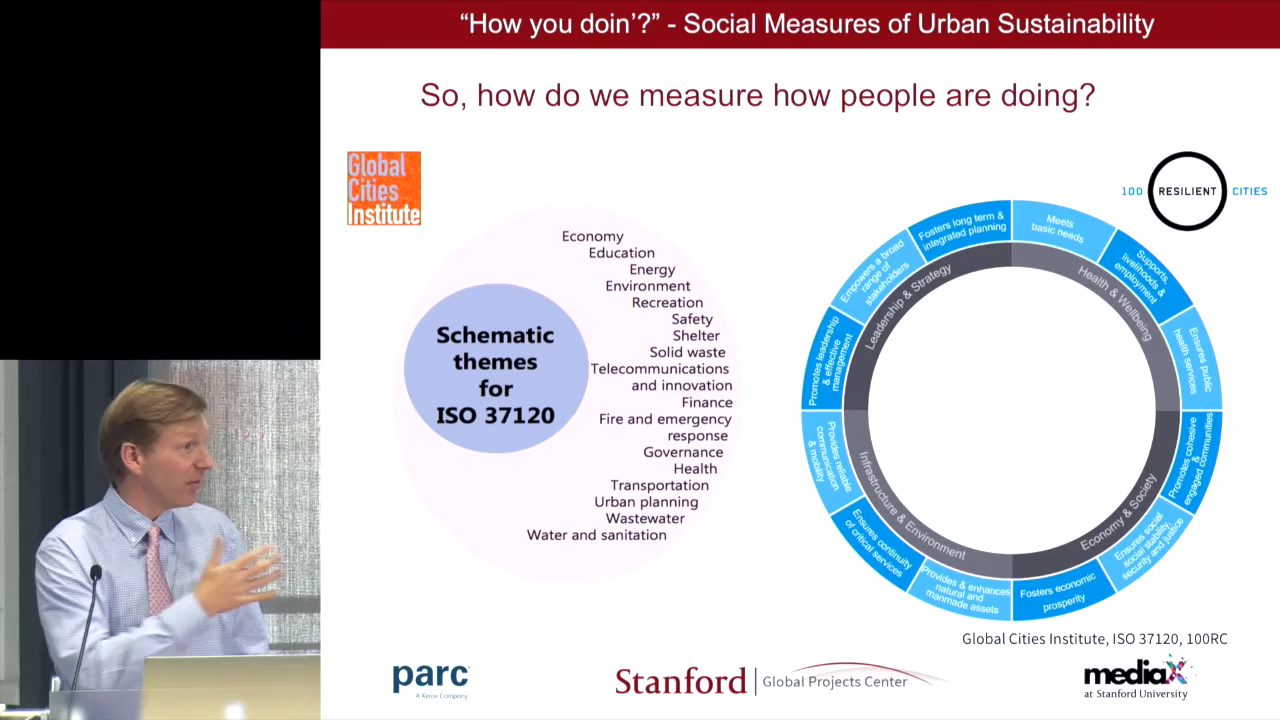 “How you doin’?” - Social Measures of Urban Sustainability
So, how do we measure how people are doing?
Global
Cities
Institute
100 RESILIENT CITIES
Schematic
themes
for
ISO 37120
Economy
Education
Energy
Environment
Recreation
Safety
Shelter
Solid waste
Telecommunications
and innovation
Finance
Fire and emergency
response
Governance
Health
Transportation
Urban planning
Wastewater
Water and sanitation
Meets
basic needs
Supports,
livelihoods &
employment
Ensures public
health services
Promotes cohesive
&
engaged communities
Ensures social
social stability,
security and justice
Fosters economic
prosperity
Provides & enhances
natural and
manmade assets
Ensures continuity
of critical services
Provides reliable
communication
& mobility
Promotes leadership
& effective
management
Empowers a broad
range of
stakeholders
Fosters long term &
integrated planning
Health & Wellbeing
Economy & Society
Infrastructure & Environment
Leadership & Strategy
Global Cities Institute, ISO 37120, 100RC
parc
A Xerox Company
Stanford | Global Projects Center
mediaX
at Stanford University